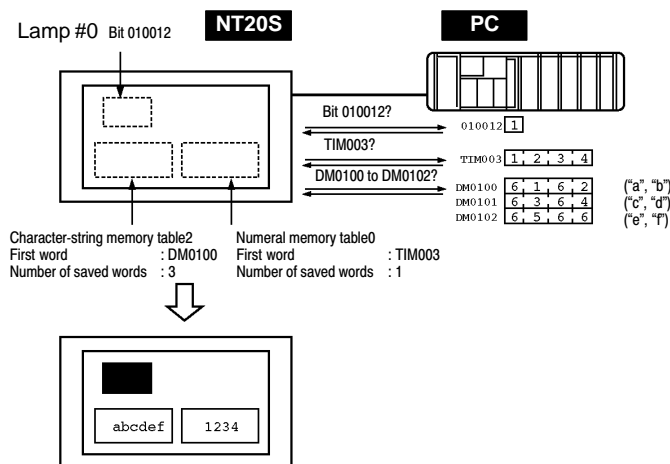 Lamp #0 Bit 010012
NT20S
PC
Bit 010012?
010012 1
TIM003?
TIM003 1 2 3 4
DM0100 to DM0102?
DM0100 6 1 6 2 ("a", "b")
DM0101 6 3 6 4 ("c", "d")
DM0102 6 5 6 6 ("e", "f")
Character-string memory table2
First word : DM0100
Number of saved words : 3
Numeral memory table0
First word : TIM003
Number of saved words : 1
abcdef
1234